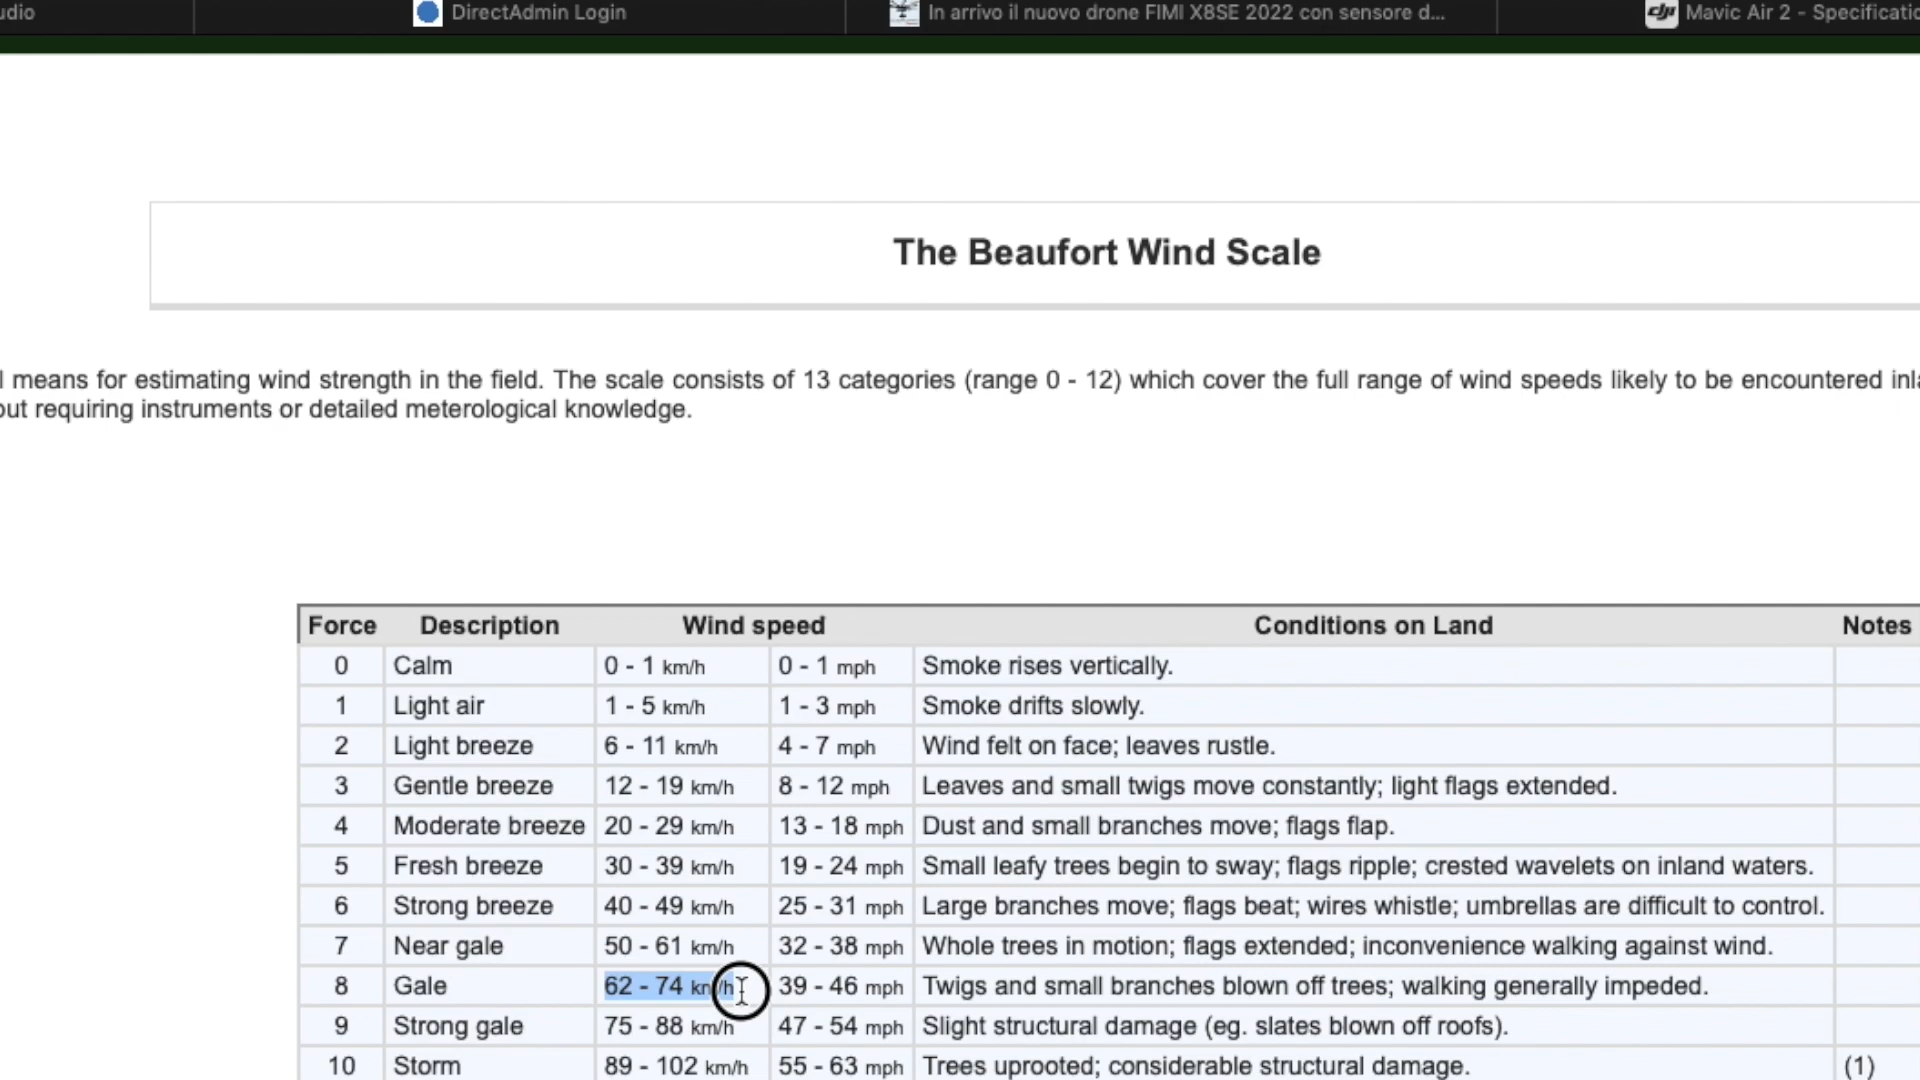 udio
DirectAdmin Login
In arrivo il nuovo drone FIMI X8SE 2022 con sensore d...
dji
Mavic Air 2 - Specificatio
The Beaufort Wind Scale
l means for estimating wind strength in the field. The scale consists of 13 categories (range 0 - 12) which cover the full range of wind speeds likely to be encountered inla
out requiring instruments or detailed meterological knowledge.
Force Description Wind speed Conditions on Land Notes
0 Calm 0 - 1 km/h 0 - 1 mph Smoke rises vertically.
1 Light air 1 - 5 km/h 1 - 3 mph Smoke drifts slowly.
2 Light breeze 6 - 11 km/h 4 - 7 mph Wind felt on face; leaves rustle.
3 Gentle breeze 12 - 19 km/h 8 - 12 mph Leaves and small twigs move constantly; light flags extended.
4 Moderate breeze 20 - 29 km/h 13 - 18 mph Dust and small branches move; flags flap.
5 Fresh breeze 30 - 39 km/h 19 - 24 mph Small leafy trees begin to sway; flags ripple; crested wavelets on inland waters.
6 Strong breeze 40 - 49 km/h 25 - 31 mph Large branches move; flags beat; wires whistle; umbrellas are difficult to control.
7 Near gale 50 - 61 km/h 32 - 38 mph Whole trees in motion; flags extended; inconvenience walking against wind.
8 Gale 62 - 74 km/h 39 - 46 mph Twigs and small branches blown off trees; walking generally impeded.
9 Strong gale 75 - 88 km/h 47 - 54 mph Slight structural damage (eg. slates blown off roofs).
10 Storm 89 - 102 km/h 55 - 63 mph Trees uprooted; considerable structural damage. (1)